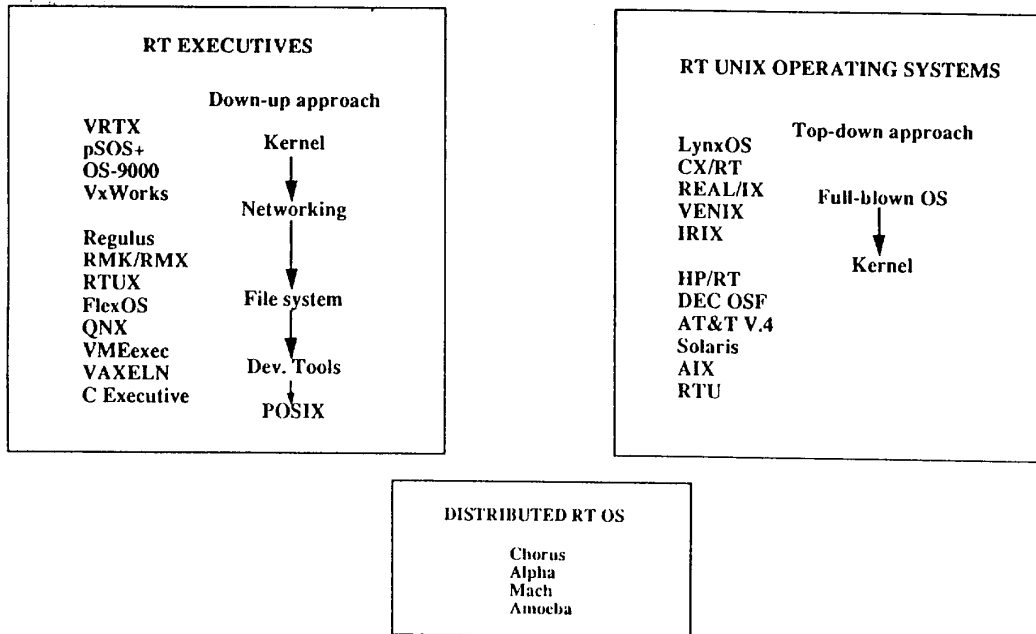 RT EXECUTIVES
Down-up approach
VRTX
pSOS+
OS-9000
VxWorks
Regulus
RMK/RMX
RTUX
FlexOS
QNX
VMEexec
VAXELN
C Executive
Kernel
Networking
File system
Dev. Tools
POSIX
RT UNIX OPERATING SYSTEMS
Top-down approach
LynxOS
CX/RT
REAL/IX
VENIX
IRIX
HP/RT
DEC OSF
AT&T V.4
Solaris
AIX
RTU
Full-blown OS
Kernel
DISTRIBUTED RT OS
Chorus
Alpha
Mach
Amoeba